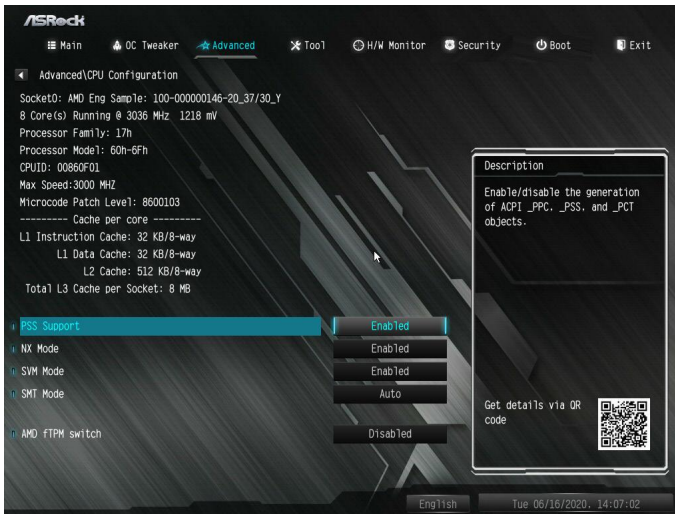 ASRock
Main OC Tweaker Advanced Tool H/W Monitor Security Boot Exit
Advanced\CPU Configuration
Socket0: AMD Eng Sample: 100-000000146-20_37/30_Y
8 Core(s) Running @ 3036 MHz 1218 mV
Processor Family: 17h
Processor Model: 60h-6Fh
CPUID: 00860F01
Max Speed:3000 MHZ
Microcode Patch Level: 8600103
--------- Cache per core ---------
L1 Instruction Cache: 32 KB/8-way
L1 Data Cache: 32 KB/8-way
L2 Cache: 512 KB/8-way
Total L3 Cache per Socket: 8 MB
PSS Support Enabled
NX Mode Enabled
SVM Mode Enabled
SMT Mode Auto
AMD fTPM switch Disabled
Description
Enable/disable the generation
of ACPI _PPC. _PSS. and _PCT
objects.
Get details via QR
code
English Tue 06/16/2020. 14:07:02